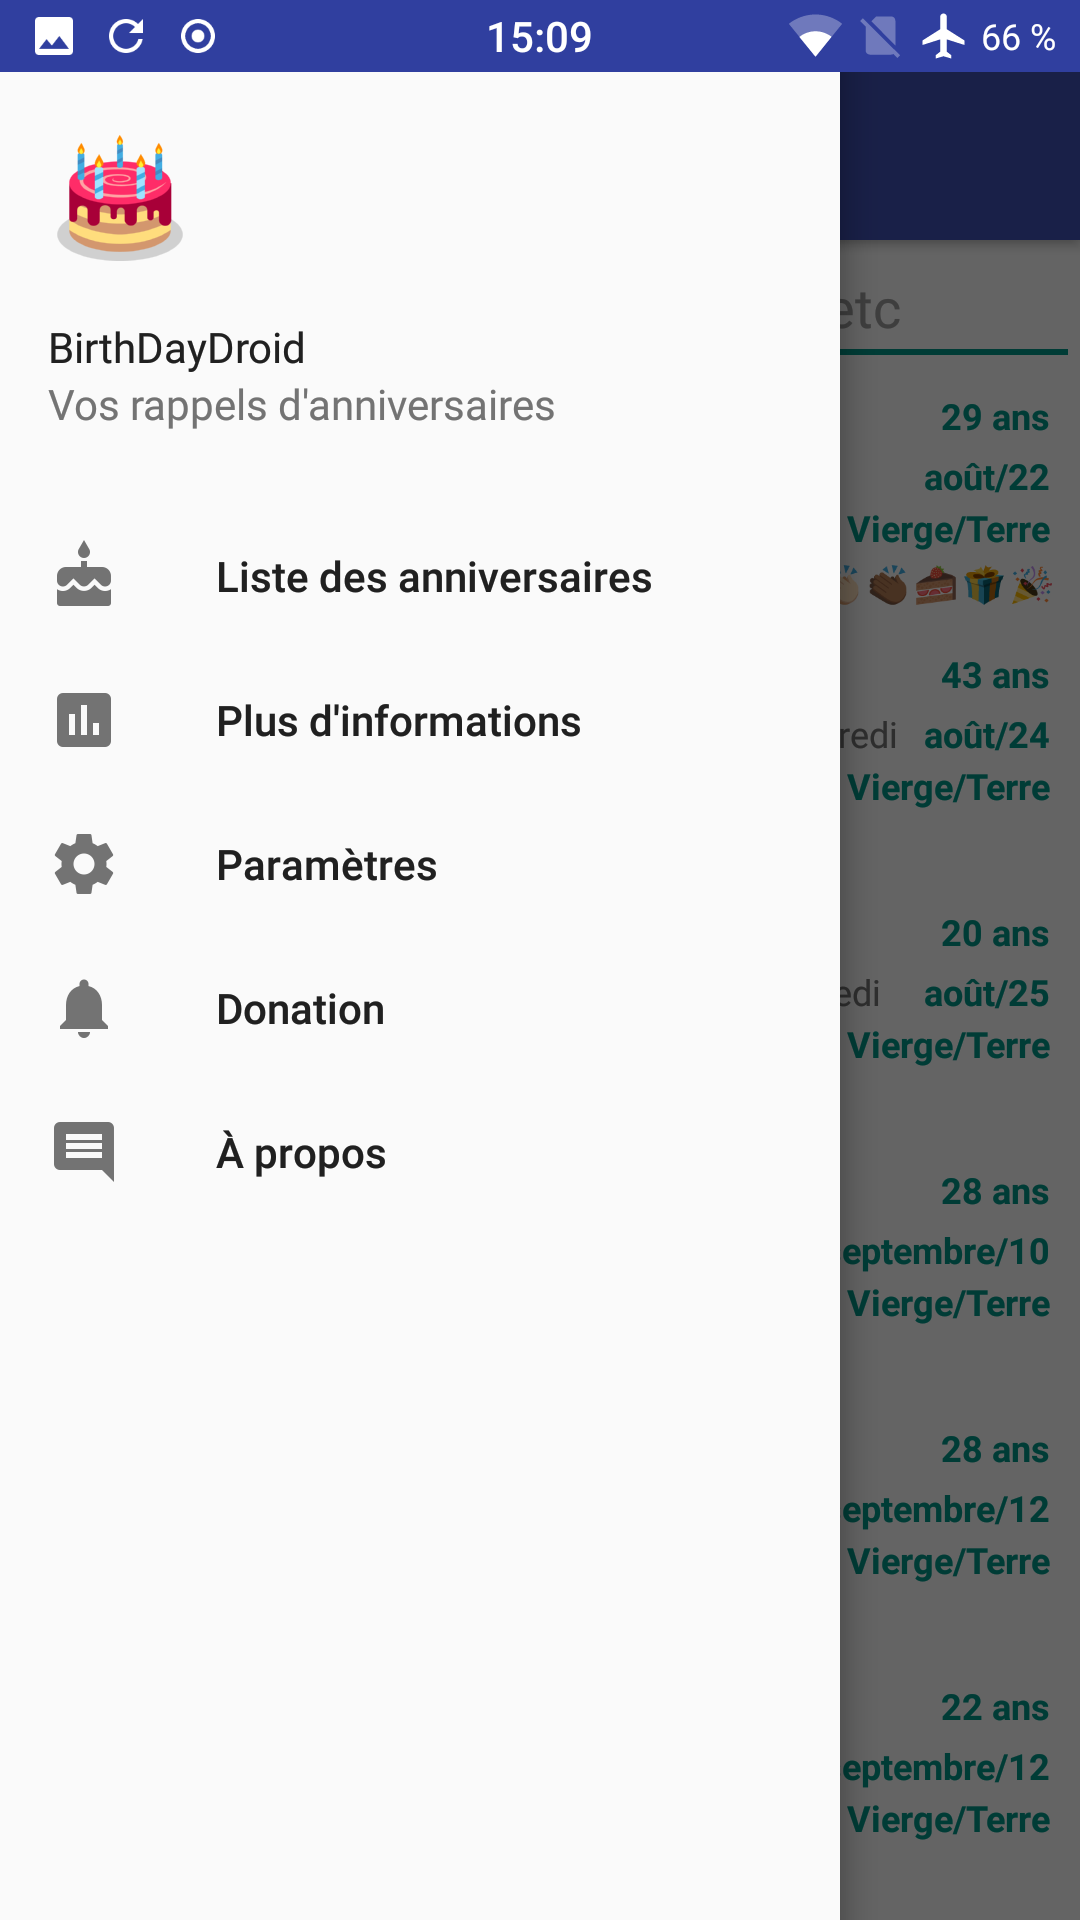 15:09
66 %
BirthDayDroid
Vos rappels d'anniversaires
Liste des anniversaires
Plus d'informations
Paramètres
Donation
À propos
etc
29 ans
août/22
Vierge/Terre
43 ans
août/24
Vierge/Terre
20 ans
août/25
Vierge/Terre
28 ans
eptembre/10
Vierge/Terre
28 ans
eptembre/12
Vierge/Terre
22 ans
eptembre/12
Vierge/Terre